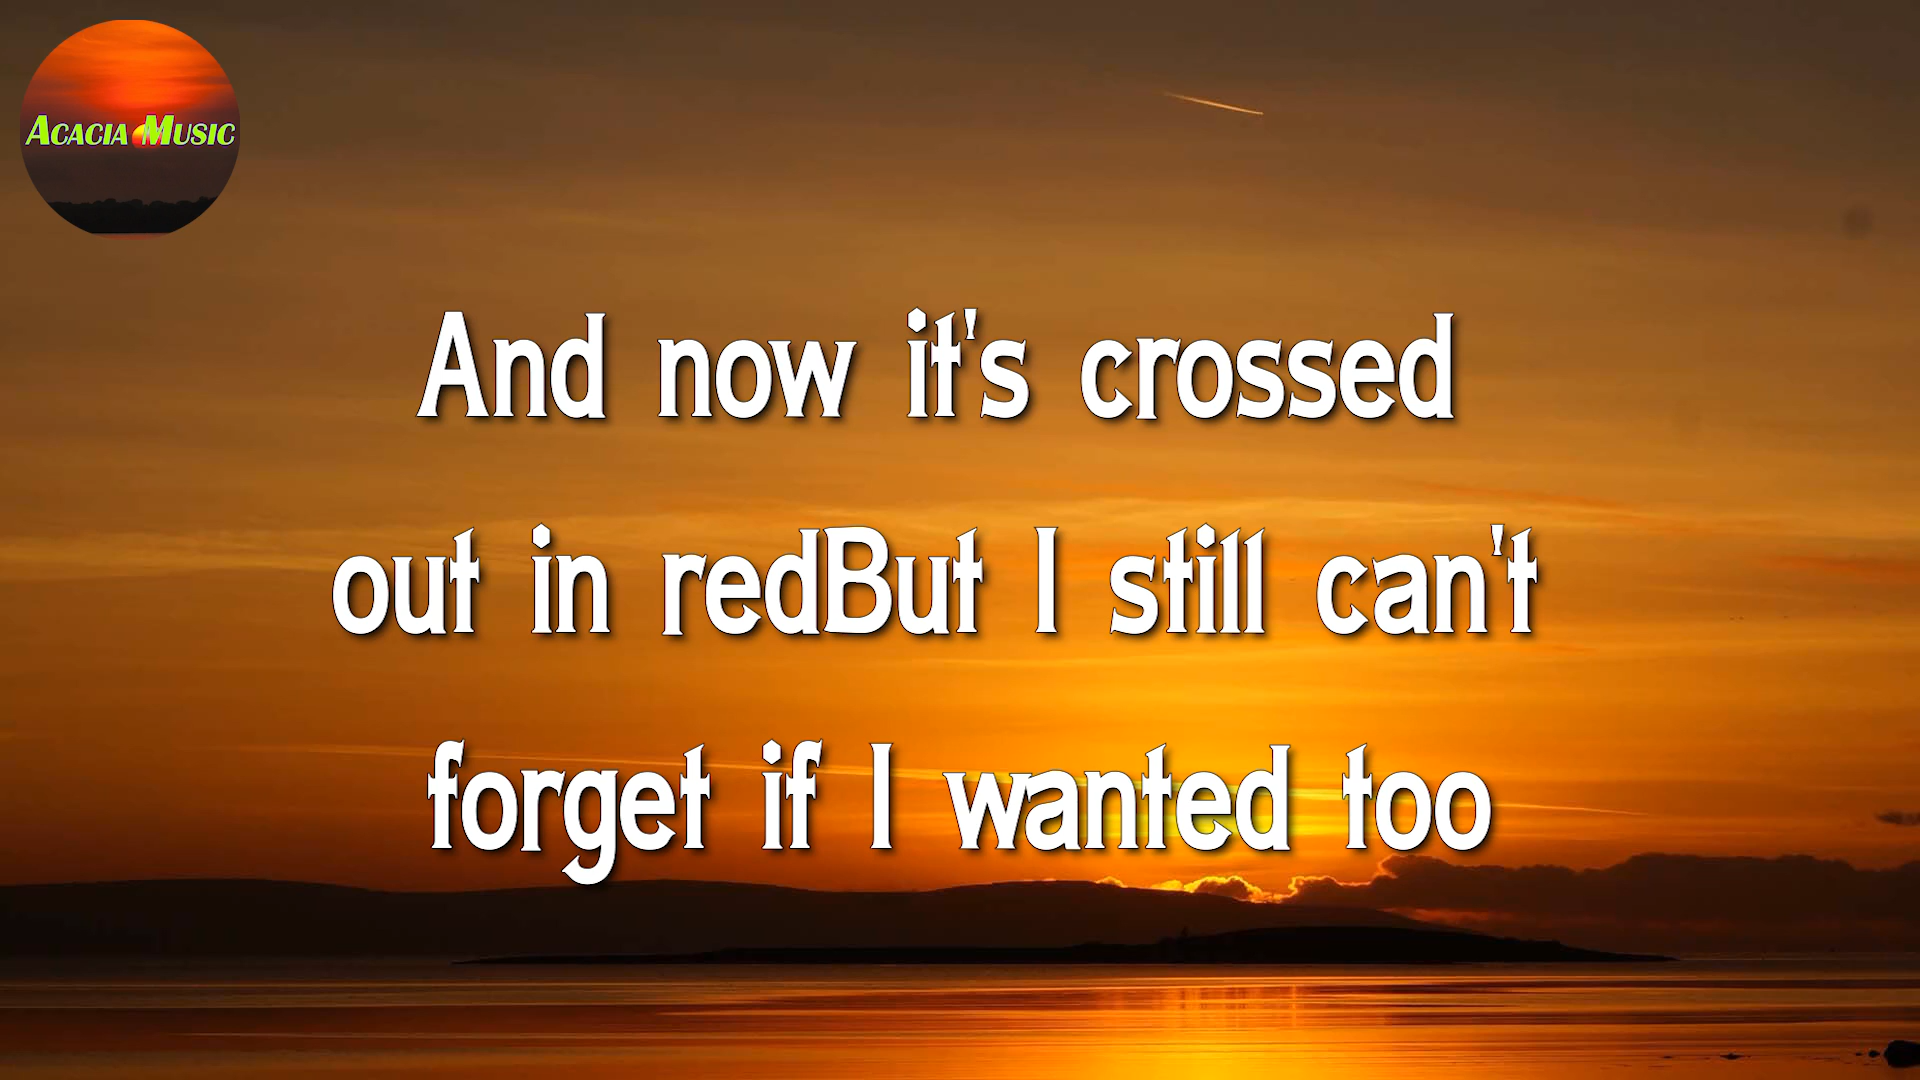 Acacia Music
And now it's crossed
out in redBut I still can't
forget if I wanted too